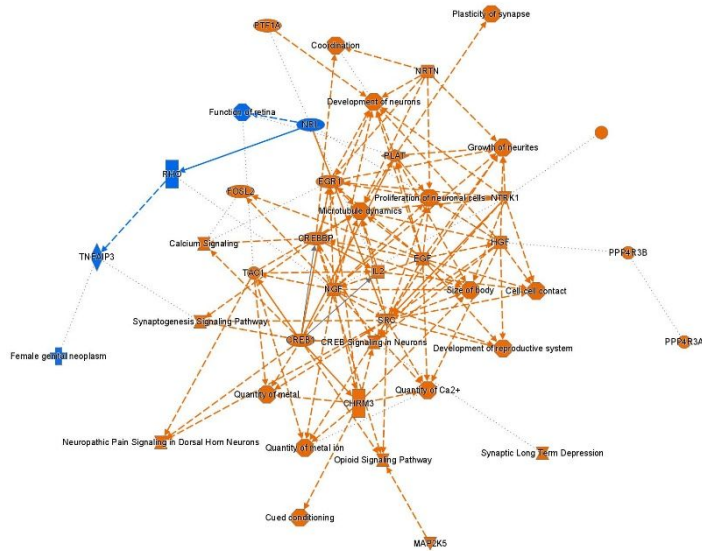 Plasticity of synapse
PTF1A
Coordination
NRTN
Development of neurons
Function of retina
NRL
Growth of neurites
PLAT
RHO
EGR1
FOSL2
Proliferation of neuronal cells
NTRK1
Microtubule dynamics
CREBBP
Calcium Signaling
HGF
TNFAIP3
EGF
PPP4R3B
IL2
TAC1
NGF
Size of body
Cell-cell contact
Synaptogenesis Signaling Pathway
SRC
CREB1
CREB Signaling in Neurons
PPP4R3A
Development of reproductive system
Female genital neoplasm
Quantity of metal
Quantity of Ca2+
CHRM3
Neuropathic Pain Signaling in Dorsal Horn Neurons
Quantity of metal ion
Opioid Signaling Pathway
Synaptic Long Term Depression
Cued conditioning
MAP2K5